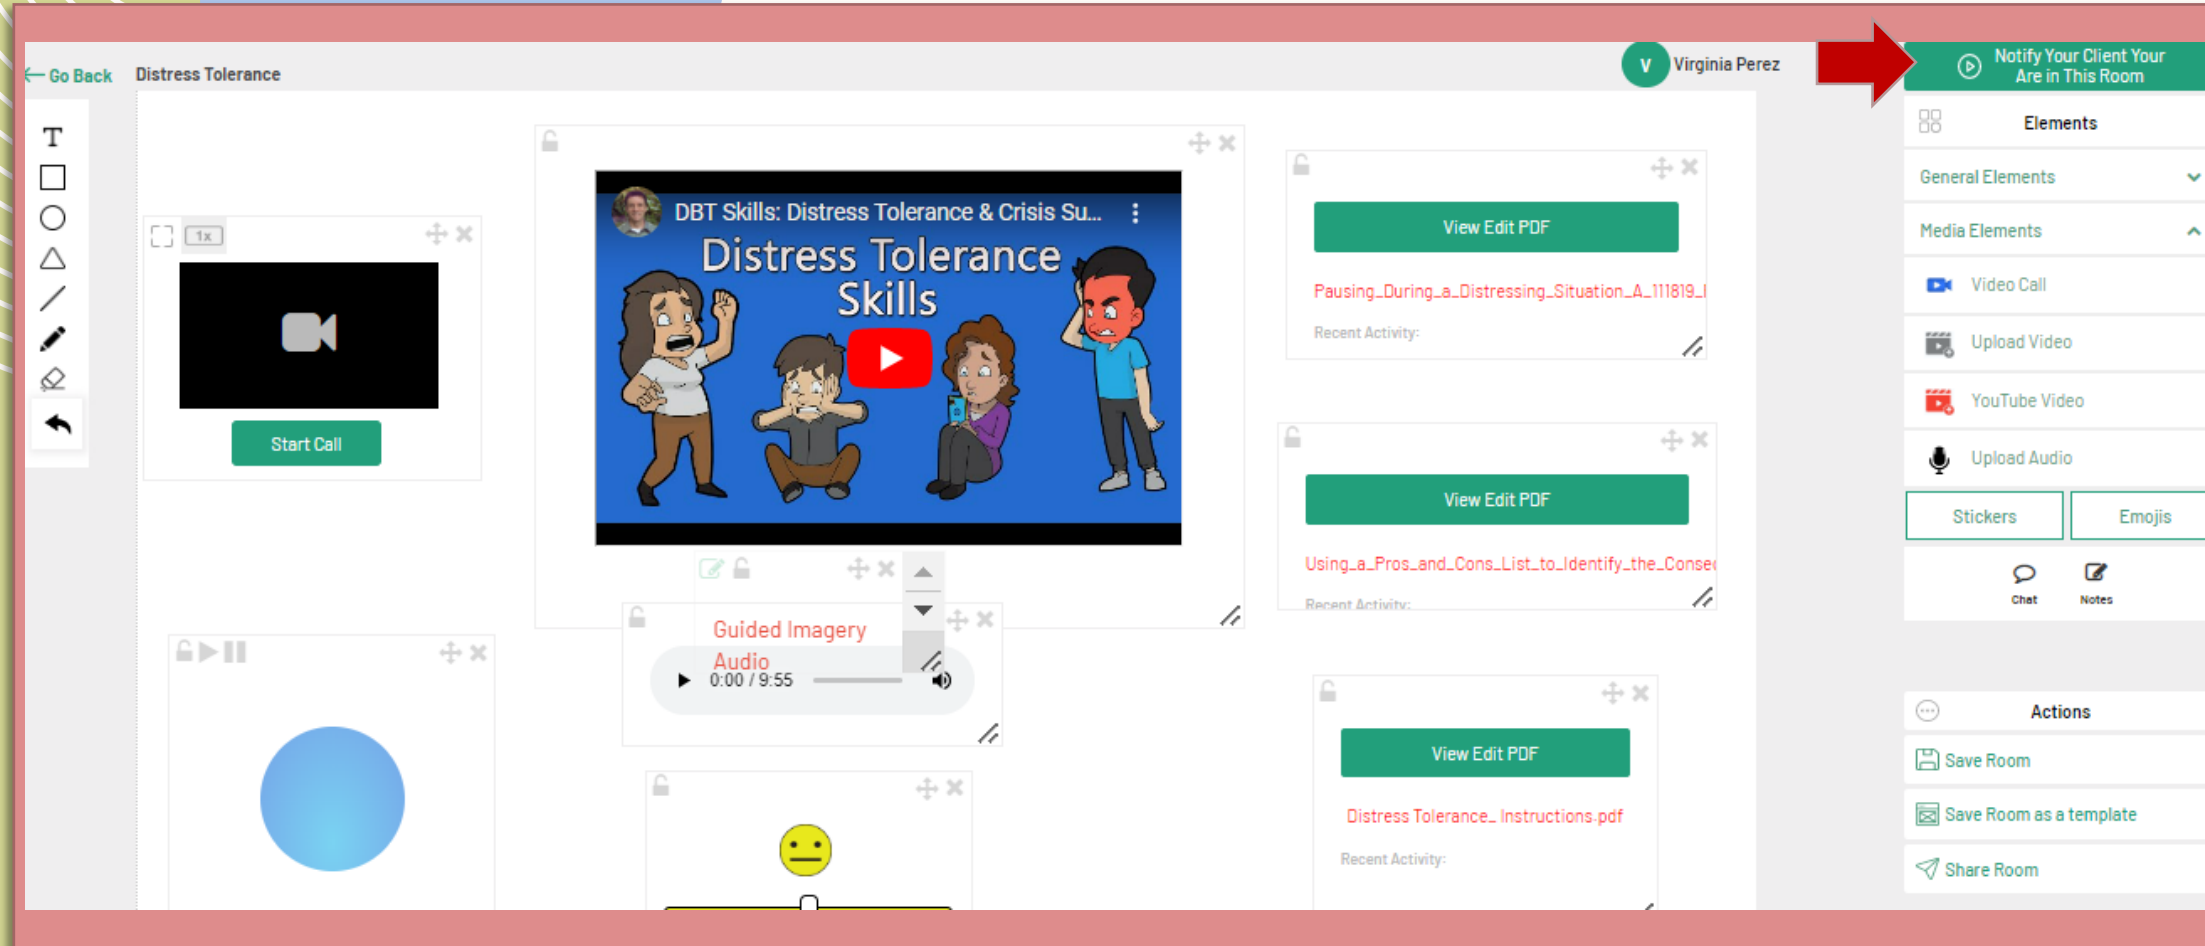 Go Back
Distress Tolerance
V
Virginia Perez
Notify Your Client Your
Are in This Room
T
1x
Start Call
DBT Skills: Distress Tolerance & Crisis Su...
Distress Tolerance
Skills
Guided Imagery
Audio
0:00 / 9:55
View Edit PDF
Pausing_During_a_Distressing_Situation_A_111819_
Recent Activity:
View Edit PDF
Using_a_Pros_and_Cons_List_to_Identify_the_Consec
Recent Activity:
View Edit PDF
Distress Tolerance_ Instructions.pdf
Recent Activity:
Elements
General Elements
Media Elements
Video Call
Upload Video
YouTube Video
Upload Audio
Stickers
Emojis
Chat
Notes
Actions
Save Room
Save Room as a template
Share Room